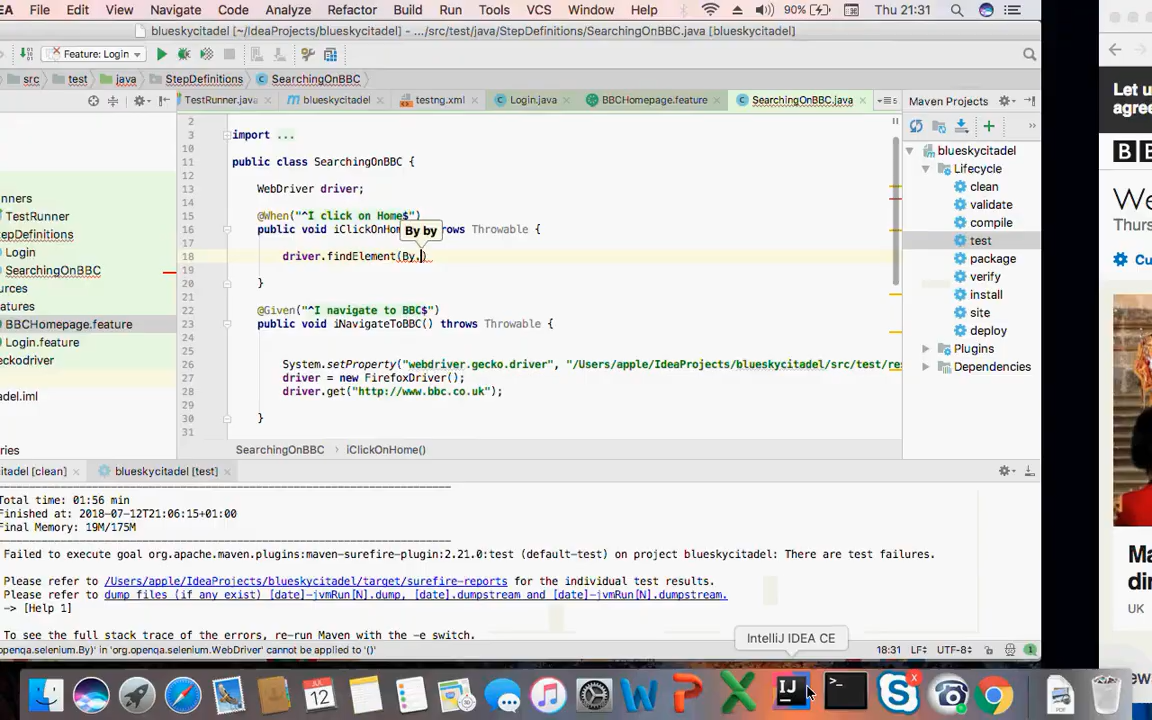 EA File Edit View Navigate Code Analyze Refactor Build Run Tools VCS Window Help 90% Thu 21:31
blueskycitadel [~/IdeaProjects/blueskycitadel] - .../src/test/java/StepDefinitions/SearchingOnBBC.java [blueskycitadel]
Feature: Login
src test java StepDefinitions SearchingOnBBC
TestRunner.java blueskycitadel testng.xml Login.java BBCHomepage.feature SearchingOnBBC.java
Maven Projects
nners
TestRunner
tepDefinitions
Login
SearchingOnBBC
ources
atures
BBCHomepage.feature
Login.feature
eckodriver
adel.iml
ries
2
3 import ...
10
11 public class SearchingOnBBC {
12
13 WebDriver driver;
14
15 @When("^I click on Home$")
16 public void iClickOnHom rows Throwable {
By by
17
18 driver.findElement(By.)
19
20 }
21
22 @Given("^I navigate to BBC$")
23 public void iNavigateToBBC() throws Throwable {
24
25
26 System.setProperty("webdriver.gecko.driver", "/Users/apple/IdeaProjects/blueskycitadel/src/test/res
27 driver = new FirefoxDriver();
28 driver.get("http://www.bbc.co.uk");
29
30 }
31
SearchingOnBBC iClickOnHome()
blueskycitadel
Lifecycle
clean
validate
compile
test
package
verify
install
site
deploy
Plugins
Dependencies
Let u
agree
B B
We
Thurs
Cu
Ma
din
UK
citadel [clean] blueskycitadel [test]
Total time: 01:56 min
Finished at: 2018-07-12T21:06:15+01:00
Final Memory: 19M/175M
Failed to execute goal org.apache.maven.plugins:maven-surefire-plugin:2.21.0:test (default-test) on project blueskycitadel: There are test failures.
Please refer to /Users/apple/IdeaProjects/blueskycitadel/target/surefire-reports for the individual test results.
Please refer to dump files (if any exist) [date]-jvmRun[N].dump, [date].dumpstream and [date]-jvmRun[N].dumpstream.
-> [Help 1]
To see the full stack trace of the errors, re-run Maven with the -e switch.
openqa.selenium.By)' in 'org.openqa.selenium.WebDriver' cannot be applied to '()'
18:31 LF UTF-8 1
IntelliJ IDEA CE
12
IJ